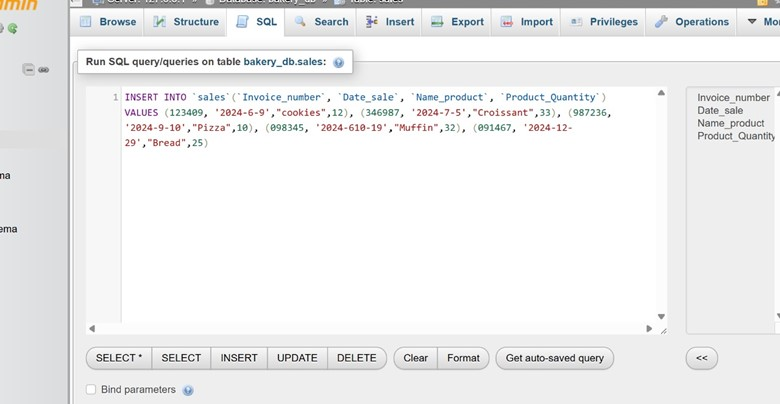 Browse Structure SQL Search Insert Export Import Privileges Operations
Run SQL query/queries on table bakery_db.sales:
1 INSERT INTO `sales`(`Invoice_number`, `Date_sale`, `Name_product`, `Product_Quantity`)
VALUES (123409, '2024-6-9',"cookies",12), (346987, '2024-7-5',"Croissant",33), (987236,
'2024-9-10',"Pizza",10), (098345, '2024-610-19',"Muffin",32), (091467, '2024-12-
29',"Bread",25)
Invoice_number
Date_sale
Name_product
Product_Quantity
ma
ema
SELECT * SELECT INSERT UPDATE DELETE Clear Format Get auto-saved query <<
Bind parameters